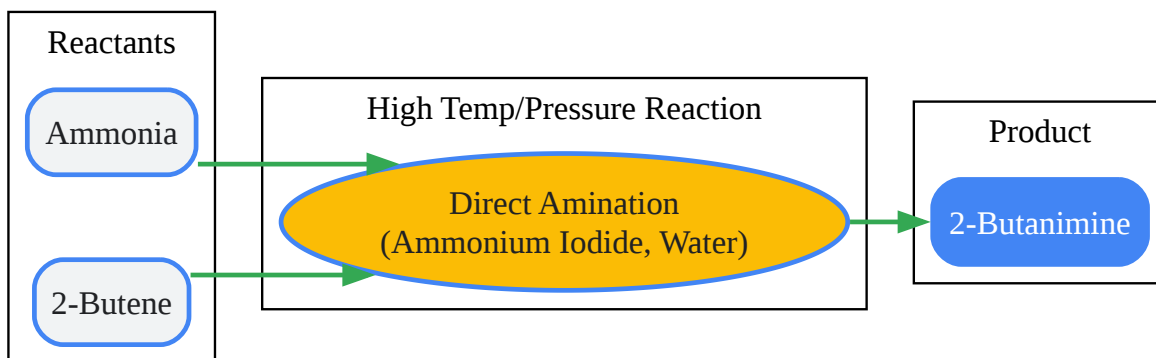 Reactants
Ammonia
2-Butene
High Temp/Pressure Reaction
Direct Amination
(Ammonium Iodide, Water)
Product
2-Butanimine